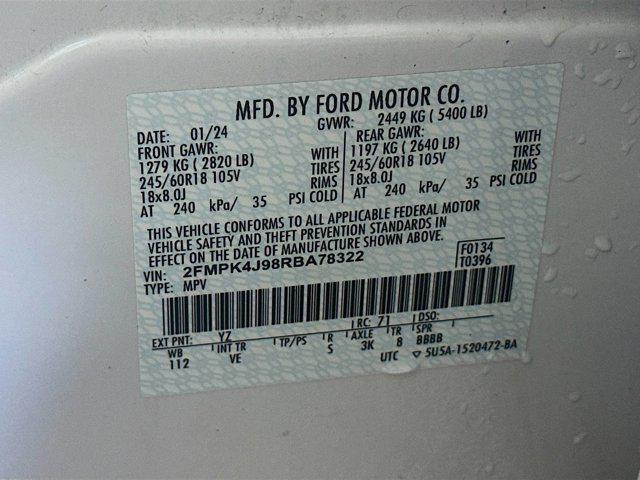 MFD. BY FORD MOTOR CO.
DATE: 01/24 GVWR: 2449 KG ( 5400 LB)
FRONT GAWR: REAR GAWR:
1279 KG ( 2820 LB) WITH 1197 KG ( 2640 LB) WITH
245/60R18 105V TIRES 245/60R18 105V TIRES
18x8.0J RIMS 18x8.0J RIMS
AT 240 kPa/ 35 PSI COLD AT 240 kPa/ 35 PSI COLD
THIS VEHICLE CONFORMS TO ALL APPLICABLE FEDERAL MOTOR
VEHICLE SAFETY AND THEFT PREVENTION STANDARDS IN
EFFECT ON THE DATE OF MANUFACTURE SHOWN ABOVE.
VIN: 2FMPK4J98RBA78322 F0134
TYPE: MPV T0396
EXT PNT: YZ RC: 71 DSO:
WB INT TR TP/PS R AXLE TR SPR
112 VE S 3K 8 BBBB
UTC ▽ 5U5A-1520472-BA